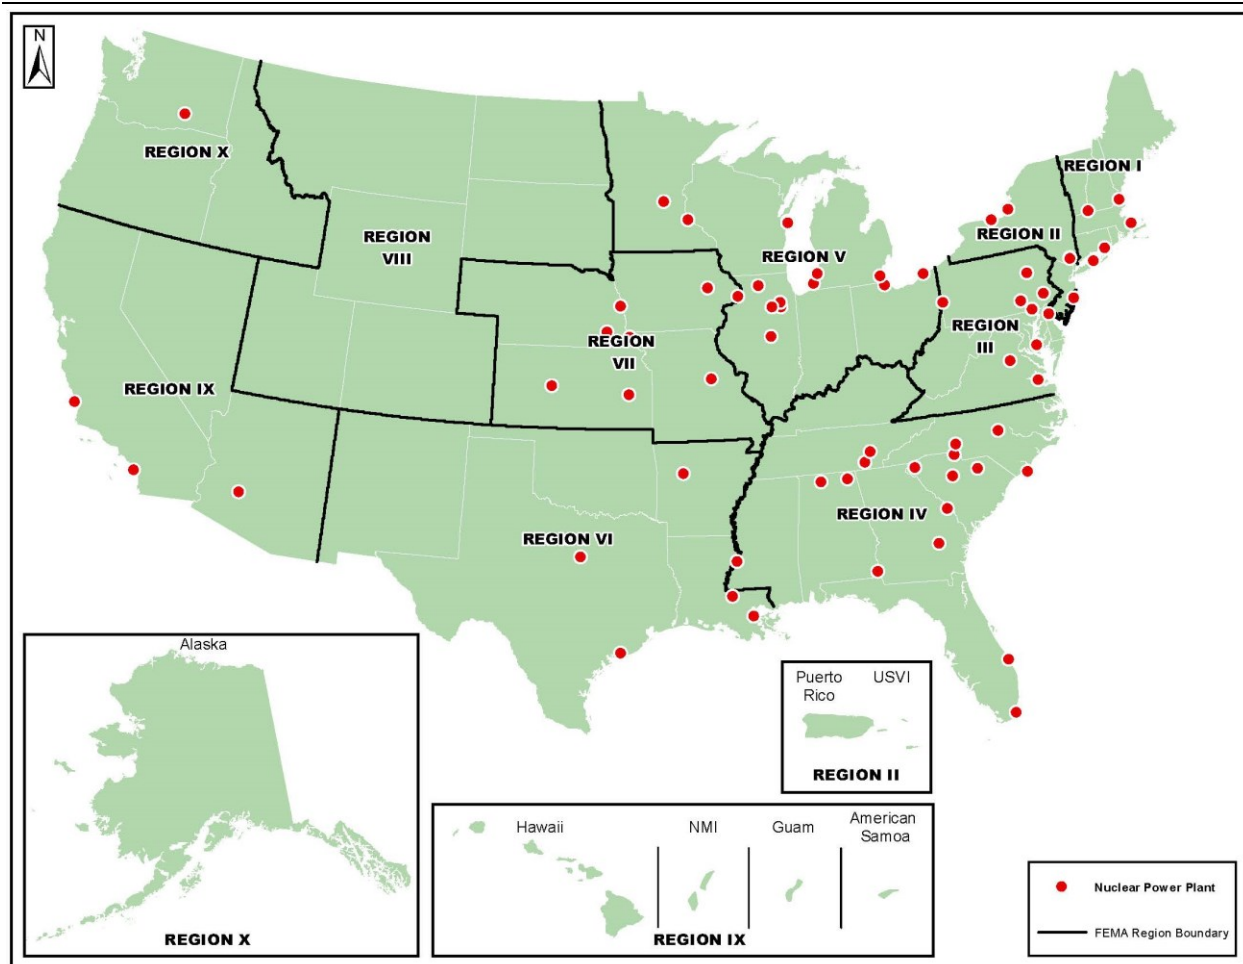 N
REGION X
REGION
VIII
REGION I
REGION II
REGION V
REGION
III
REGION
VII
REGION IX
REGION IV
REGION VI
Alaska
REGION X
Puerto
Rico
USVI
REGION II
Hawaii
NMI
Guam
American
Samoa
REGION IX
Nuclear Power Plant
FEMA Region Boundary